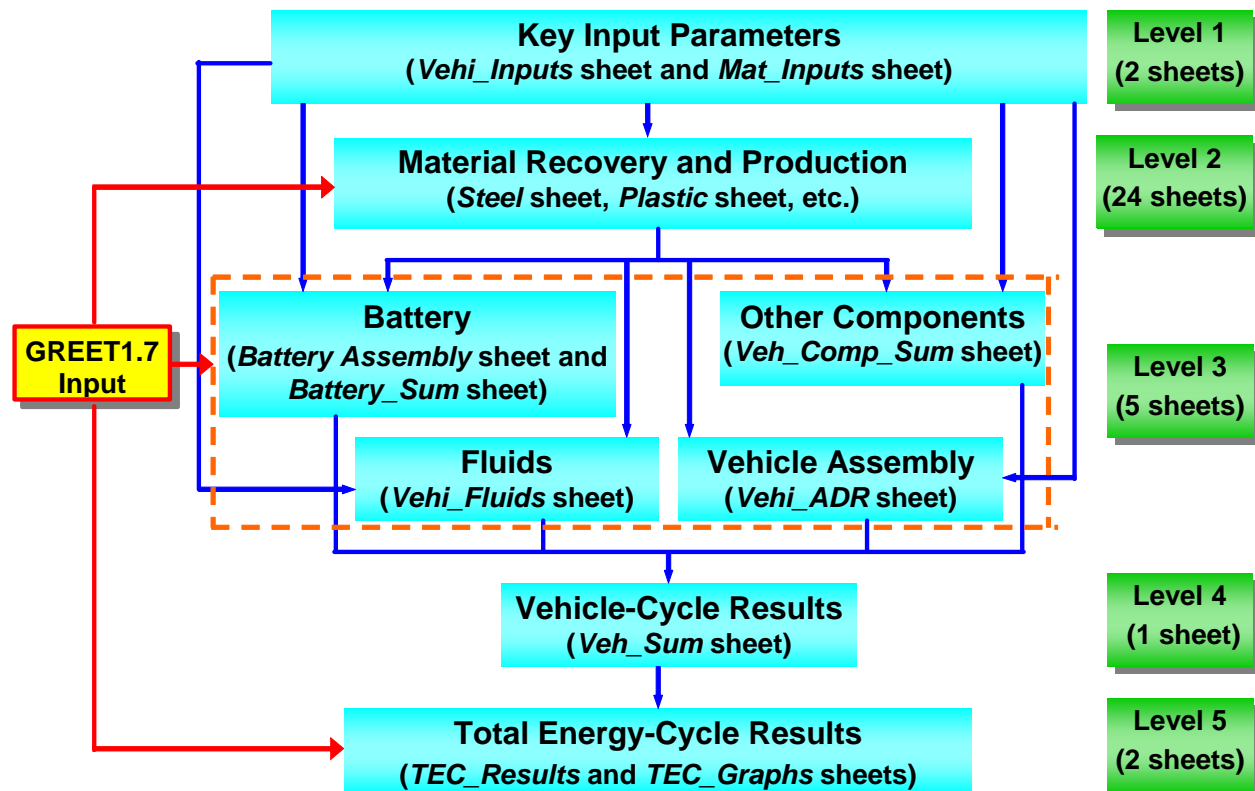 Key Input Parameters
(Vehi_Inputs sheet and Mat_Inputs sheet)
Level 1
(2 sheets)
Material Recovery and Production
(Steel sheet, Plastic sheet, etc.)
Level 2
(24 sheets)
GREET1.7
Input
Battery
(Battery Assembly sheet and
Battery_Sum sheet)
Other Components
(Veh_Comp_Sum sheet)
Level 3
(5 sheets)
Fluids
(Vehi_Fluids sheet)
Vehicle Assembly
(Vehi_ADR sheet)
Vehicle-Cycle Results
(Veh_Sum sheet)
Level 4
(1 sheet)
Total Energy-Cycle Results
(TEC_Results and TEC_Graphs sheets)
Level 5
(2 sheets)